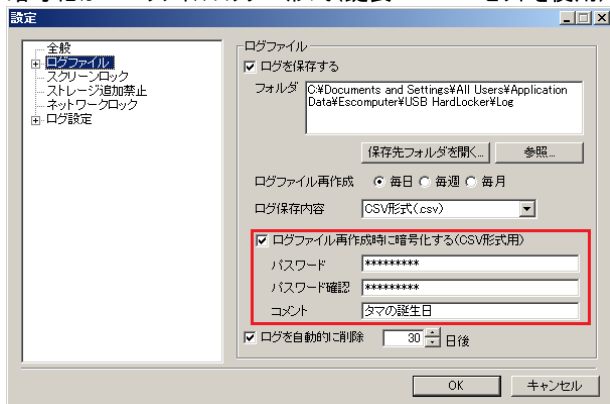 設定
全般
ログファイル
スクリーンロック
ストレージ追加禁止
ネットワークロック
ログ設定
ログファイル
ログを保存する
フォルダ
C:¥Documents and Settings¥All Users¥Application
Data¥Escomputer¥USB HardLocker¥Log
保存先フォルダを開く... 参照...
ログファイル再作成 毎日 毎週 毎月
ログ保存内容 CSV形式(.csv)
ログファイル再作成時に暗号化する(CSV形式用)
パスワード *********
パスワード確認 *********
コメント タマの誕生日
ログを自動的に削除 30 日後
OK キャンセル